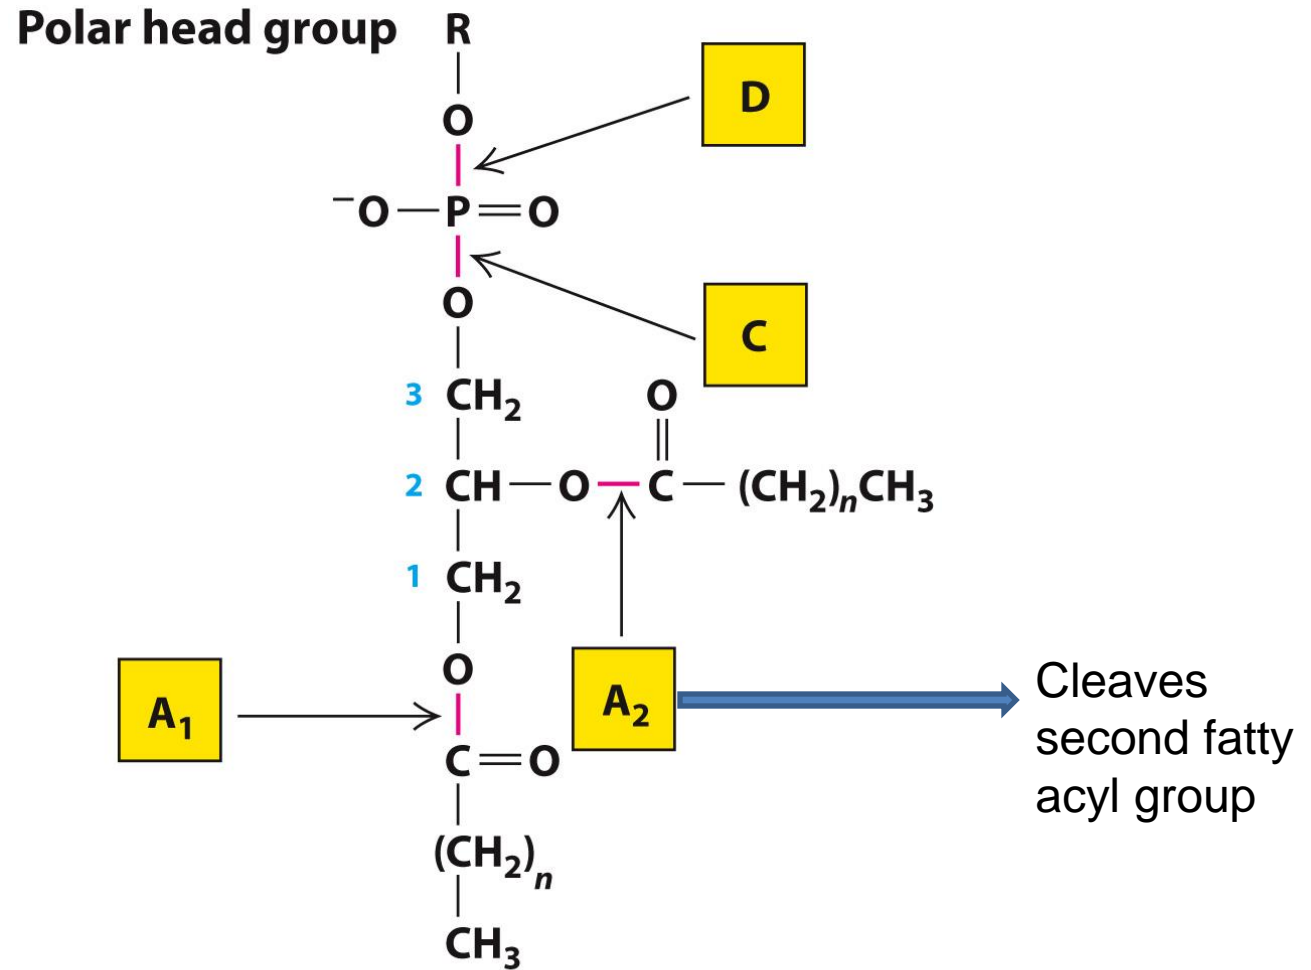 Polar head group R
O
D
⁻O—P=O
C
O
O
3 CH₂
2 CH—O—C—(CH₂)ₙCH₃
1 CH₂
O
A₁
A₂
Cleaves
second fatty
acyl group
C=O
(CH₂)ₙ
CH₃